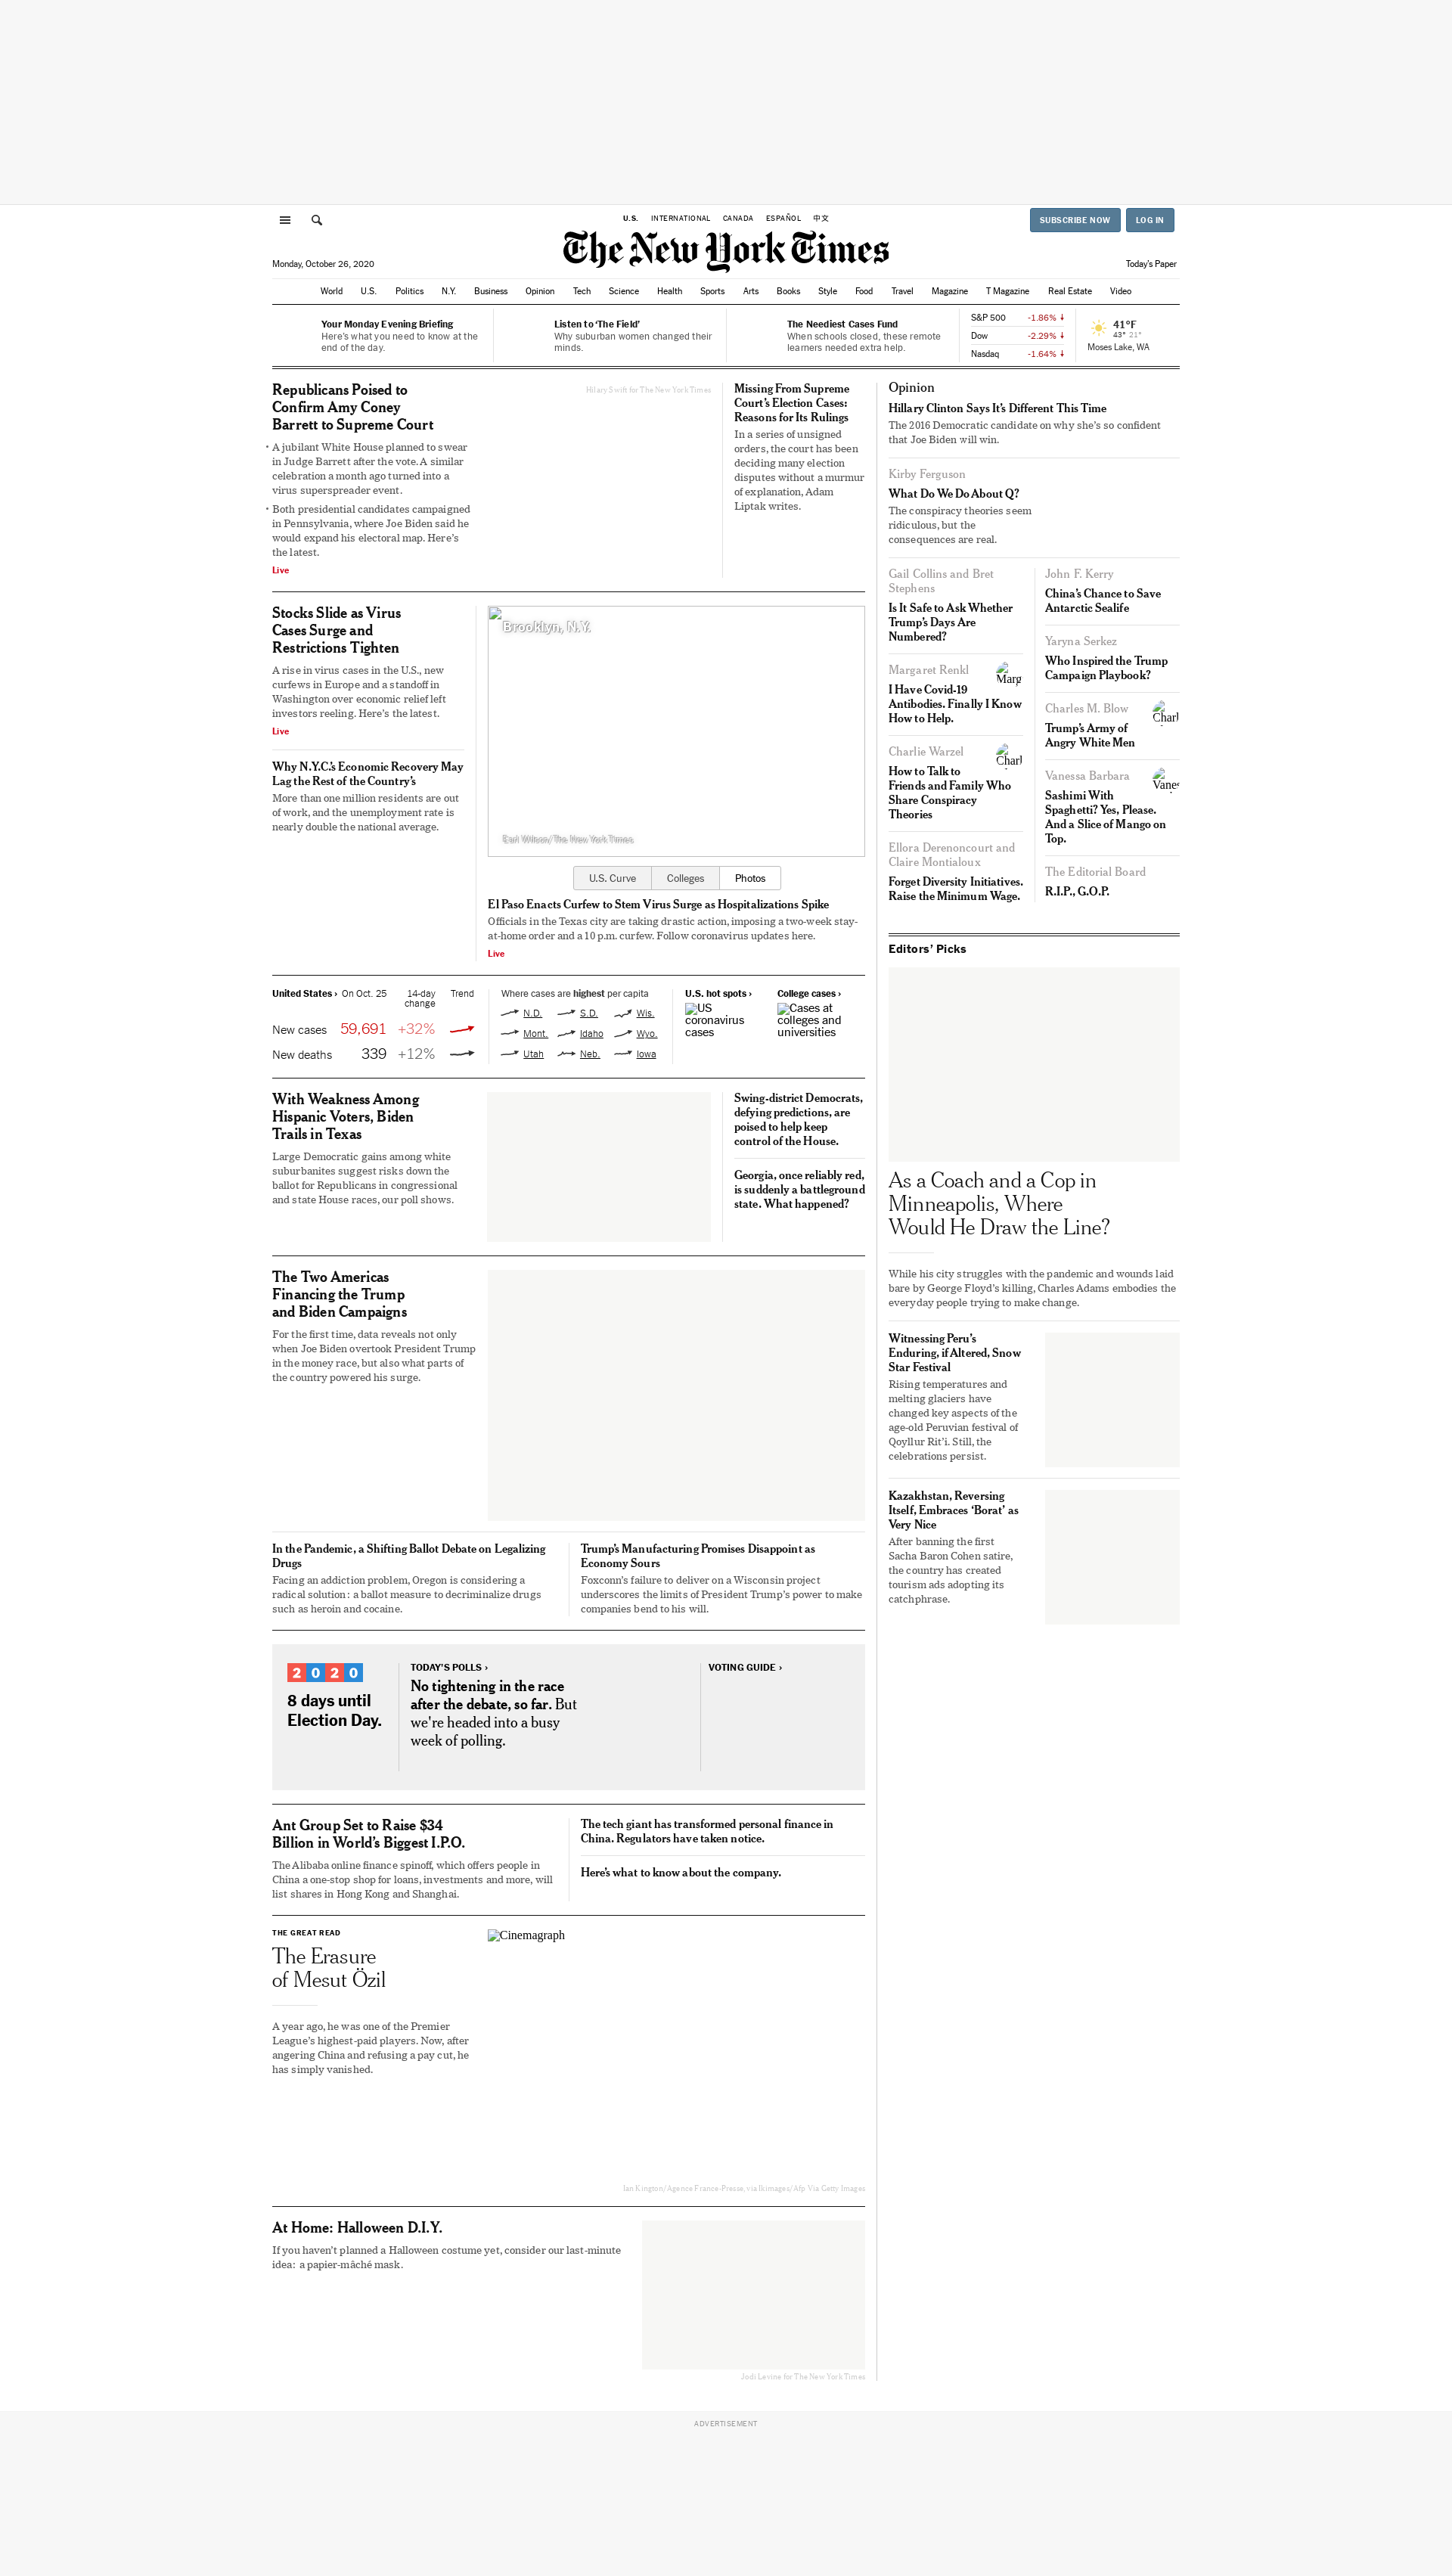 U.S. INTERNATIONAL CANADA ESPAÑOL 中文
SUBSCRIBE NOW LOG IN
The New York Times
Monday, October 26, 2020
Today's Paper
World U.S. Politics N.Y. Business Opinion Tech Science Health Sports Arts Books Style Food Travel Magazine T Magazine Real Estate Video
Your Monday Evening Briefing
Here's what you need to know at the
end of the day.
Listen to ‘The Field’
Why suburban women changed their
minds.
The Neediest Cases Fund
When schools closed, these remote
learners needed extra help.
S&P 500 -1.86%
Dow -2.29%
Nasdaq -1.64%
41°F
43° 21°
Moses Lake, WA
Republicans Poised to
Confirm Amy Coney
Barrett to Supreme Court
• A jubilant White House planned to swear
in Judge Barrett after the vote. A similar
celebration a month ago turned into a
virus superspreader event.
• Both presidential candidates campaigned
in Pennsylvania, where Joe Biden said he
would expand his electoral map. Here's
the latest.
Live
Hilary Swift for The New York Times
Missing From Supreme
Court’s Election Cases:
Reasons for Its Rulings
In a series of unsigned
orders, the court has been
deciding many election
disputes without a murmur
of explanation, Adam
Liptak writes.
Stocks Slide as Virus
Cases Surge and
Restrictions Tighten
A rise in virus cases in the U.S., new
curfews in Europe and a standoff in
Washington over economic relief left
investors reeling. Here's the latest.
Live
Why N.Y.C.’s Economic Recovery May
Lag the Rest of the Country’s
More than one million residents are out
of work, and the unemployment rate is
nearly double the national average.
Brooklyn, N.Y.
Earl Wilson/The New York Times
U.S. Curve Colleges Photos
El Paso Enacts Curfew to Stem Virus Surge as Hospitalizations Spike
Officials in the Texas city are taking drastic action, imposing a two-week stay-
at-home order and a 10 p.m. curfew. Follow coronavirus updates here.
Live
United States › On Oct. 25 14-day
change Trend
New cases 59,691 +32%
New deaths 339 +12%
Where cases are highest per capita
N.D. S.D. Wis.
Mont. Idaho Wyo.
Utah Neb. Iowa
U.S. hot spots ›
US
coronavirus
cases
College cases ›
Cases at
colleges and
universities
With Weakness Among
Hispanic Voters, Biden
Trails in Texas
Large Democratic gains among white
suburbanites suggest risks down the
ballot for Republicans in congressional
and state House races, our poll shows.
Swing-district Democrats,
defying predictions, are
poised to help keep
control of the House.
Georgia, once reliably red,
is suddenly a battleground
state. What happened?
The Two Americas
Financing the Trump
and Biden Campaigns
For the first time, data reveals not only
when Joe Biden overtook President Trump
in the money race, but also what parts of
the country powered his surge.
In the Pandemic, a Shifting Ballot Debate on Legalizing
Drugs
Facing an addiction problem, Oregon is considering a
radical solution: a ballot measure to decriminalize drugs
such as heroin and cocaine.
Trump’s Manufacturing Promises Disappoint as
Economy Sours
Foxconn’s failure to deliver on a Wisconsin project
underscores the limits of President Trump’s power to make
companies bend to his will.
2020
8 days until
Election Day.
TODAY'S POLLS ›
No tightening in the race
after the debate, so far. But
we're headed into a busy
week of polling.
VOTING GUIDE ›
Ant Group Set to Raise $34
Billion in World’s Biggest I.P.O.
The Alibaba online finance spinoff, which offers people in
China a one-stop shop for loans, investments and more, will
list shares in Hong Kong and Shanghai.
The tech giant has transformed personal finance in
China. Regulators have taken notice.
Here’s what to know about the company.
THE GREAT READ
The Erasure
of Mesut Özil
A year ago, he was one of the Premier
League’s highest-paid players. Now, after
angering China and refusing a pay cut, he
has simply vanished.
Cinemagraph
Ian Kington/Agence France-Presse, via Ikimages/Afp Via Getty Images
At Home: Halloween D.I.Y.
If you haven’t planned a Halloween costume yet, consider our last-minute
idea: a papier-mâché mask.
Jodi Levine for The New York Times
Opinion
Hillary Clinton Says It’s Different This Time
The 2016 Democratic candidate on why she’s so confident
that Joe Biden will win.
Kirby Ferguson
What Do We Do About Q?
The conspiracy theories seem
ridiculous, but the
consequences are real.
Gail Collins and Bret
Stephens
Is It Safe to Ask Whether
Trump’s Days Are
Numbered?
Margaret Renkl
Marg
I Have Covid-19
Antibodies. Finally I Know
How to Help.
Charlie Warzel
Charl
How to Talk to
Friends and Family Who
Share Conspiracy
Theories
Ellora Derenoncourt and
Claire Montialoux
Forget Diversity Initiatives.
Raise the Minimum Wage.
John F. Kerry
China’s Chance to Save
Antarctic Sealife
Yaryna Serkez
Who Inspired the Trump
Campaign Playbook?
Charles M. Blow
Charl
Trump’s Army of
Angry White Men
Vanessa Barbara
Vanes
Sashimi With
Spaghetti? Yes, Please.
And a Slice of Mango on
Top.
The Editorial Board
R.I.P., G.O.P.
Editors’ Picks
As a Coach and a Cop in
Minneapolis, Where
Would He Draw the Line?
While his city struggles with the pandemic and wounds laid
bare by George Floyd’s killing, Charles Adams embodies the
everyday people trying to make change.
Witnessing Peru’s
Enduring, if Altered, Snow
Star Festival
Rising temperatures and
melting glaciers have
changed key aspects of the
age-old Peruvian festival of
Qoyllur Rit’i. Still, the
celebrations persist.
Kazakhstan, Reversing
Itself, Embraces ‘Borat’ as
Very Nice
After banning the first
Sacha Baron Cohen satire,
the country has created
tourism ads adopting its
catchphrase.
ADVERTISEMENT